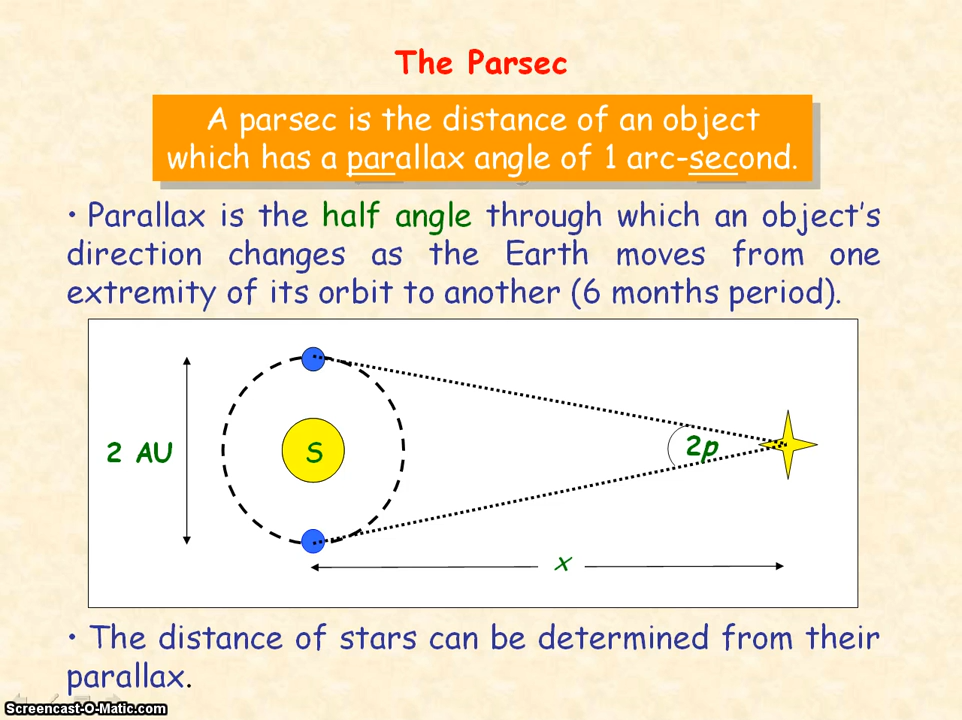 The Parsec
A parsec is the distance of an object
which has a parallax angle of 1 arc-second.
• Parallax is the half angle through which an object's
direction changes as the Earth moves from one
extremity of its orbit to another (6 months period).
2 AU
S
2p
x
• The distance of stars can be determined from their
parallax.
Screencast-O-Matic.com